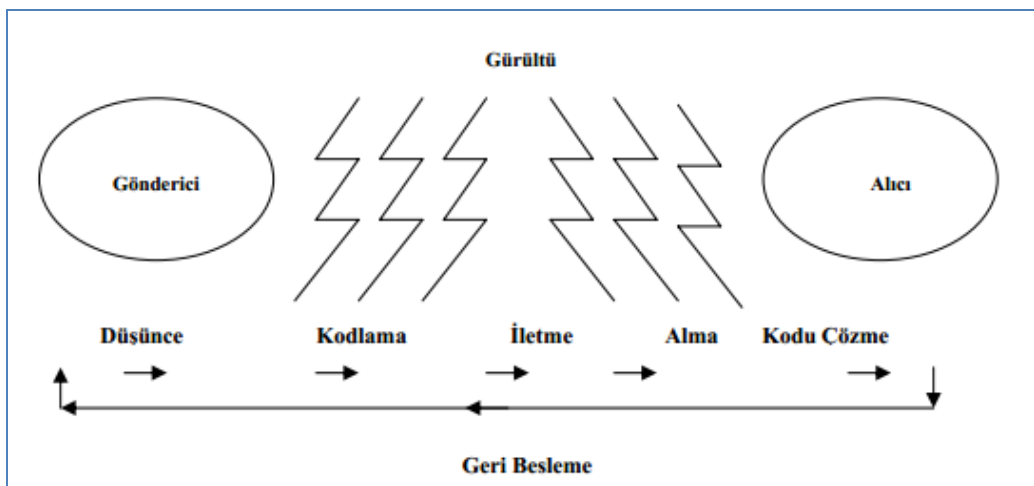 Gürültü
Gönderici
Alıcı
Düşünce Kodlama İletme Alma Kodu Çözme
Geri Besleme